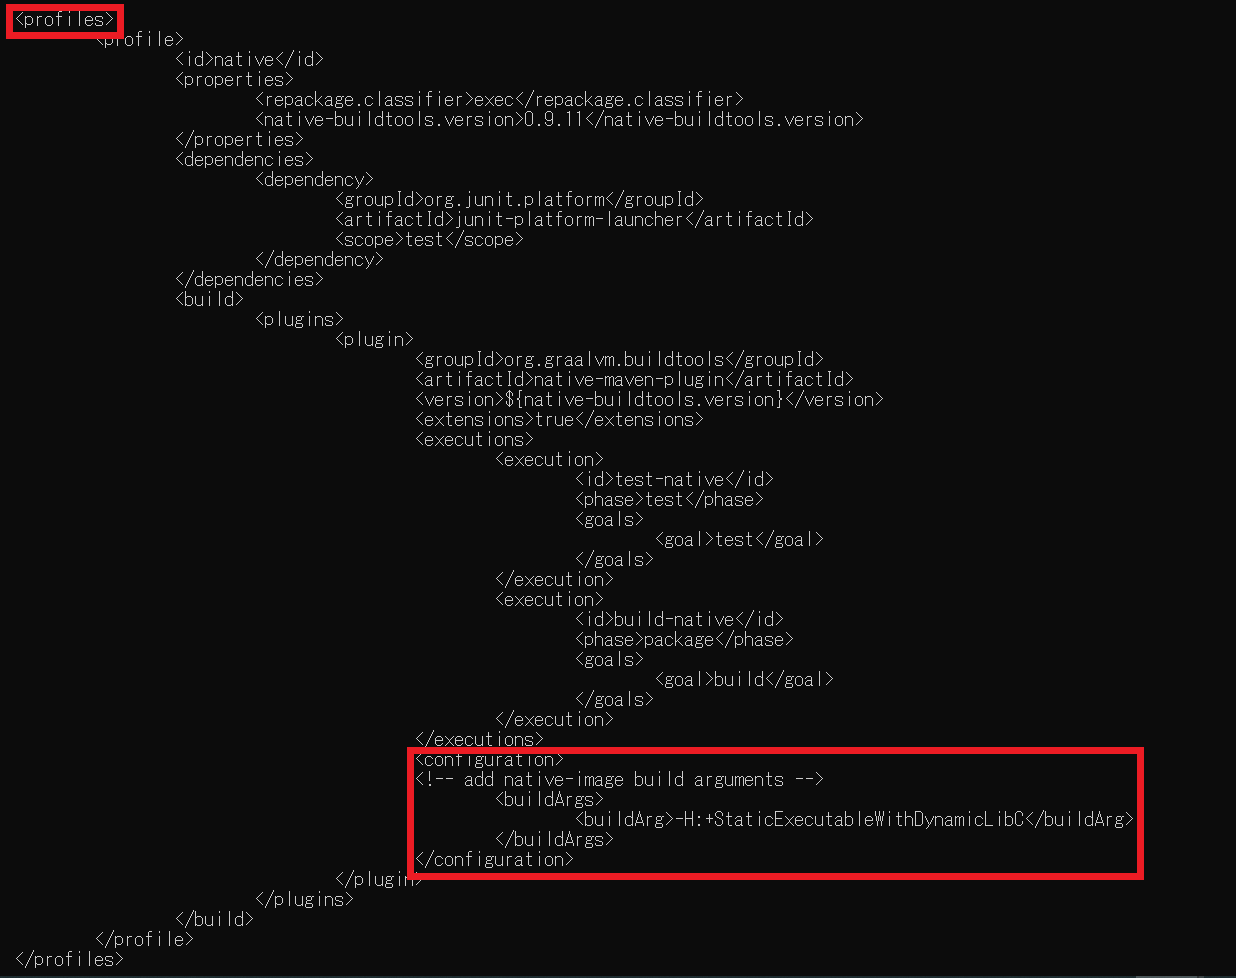 <profiles>
<profile>
<id>native</id>
<properties>
<repackage.classifier>exec</repackage.classifier>
<native-buildtools.version>0.9.11</native-buildtools.version>
</properties>
<dependencies>
<dependency>
<groupId>org.junit.platform</groupId>
<artifactId>junit-platform-launcher</artifactId>
<scope>test</scope>
</dependency>
</dependencies>
<build>
<plugins>
<plugin>
<groupId>org.graalvm.buildtools</groupId>
<artifactId>native-maven-plugin</artifactId>
<version>${native-buildtools.version}</version>
<extensions>true</extensions>
<executions>
<execution>
<id>test-native</id>
<phase>test</phase>
<goals>
<goal>test</goal>
</goals>
</execution>
<execution>
<id>build-native</id>
<phase>package</phase>
<goals>
<goal>build</goal>
</goals>
</execution>
</executions>
<configuration>
<!-- add native-image build arguments -->
<buildArgs>
<buildArg>-H:+StaticExecutableWithDynamicLibC</buildArg>
</buildArgs>
</configuration>
</plugin>
</plugins>
</build>
</profile>
</profiles>